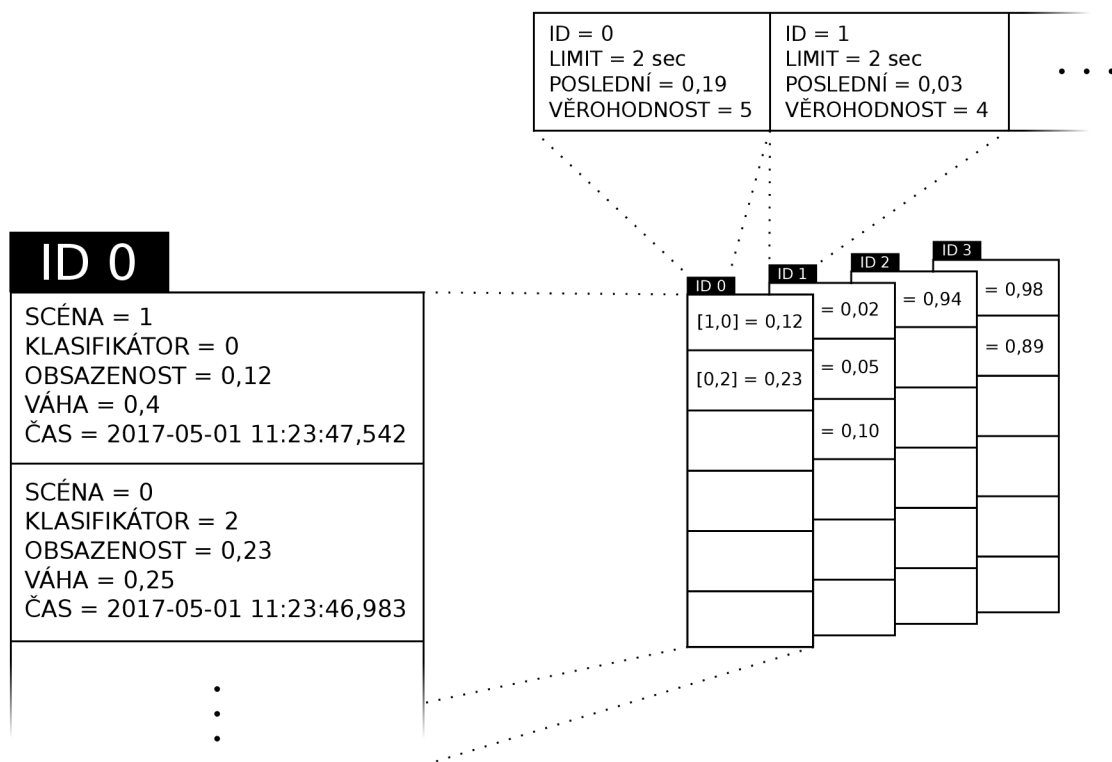 ID = 0
LIMIT = 2 sec
POSLEDNÍ = 0,19
VĚROHODNOST = 5
ID = 1
LIMIT = 2 sec
POSLEDNÍ = 0,03
VĚROHODNOST = 4
. . .
ID 0
SCÉNA = 1
KLASIFIKÁTOR = 0
OBSAZENOST = 0,12
VÁHA = 0,4
ČAS = 2017-05-01 11:23:47,542
SCÉNA = 0
KLASIFIKÁTOR = 2
OBSAZENOST = 0,23
VÁHA = 0,25
ČAS = 2017-05-01 11:23:46,983
ID 0
[1,0] = 0,12
[0,2] = 0,23
ID 1
= 0,02
= 0,05
= 0,10
ID 2
= 0,94
ID 3
= 0,98
= 0,89